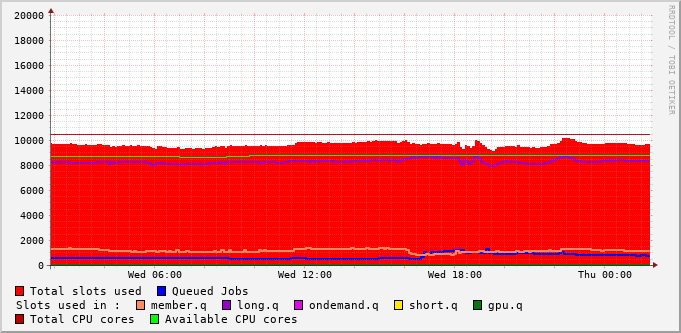 20000
18000
16000
14000
12000
10000
8000
6000
4000
2000
0
Wed 06:00 Wed 12:00 Wed 18:00 Thu 00:00
RRDTOOL / TOBI OETIKER
Total slots used Queued Jobs
Slots used in : member.q long.q ondemand.q short.q gpu.q
Total CPU cores Available CPU cores